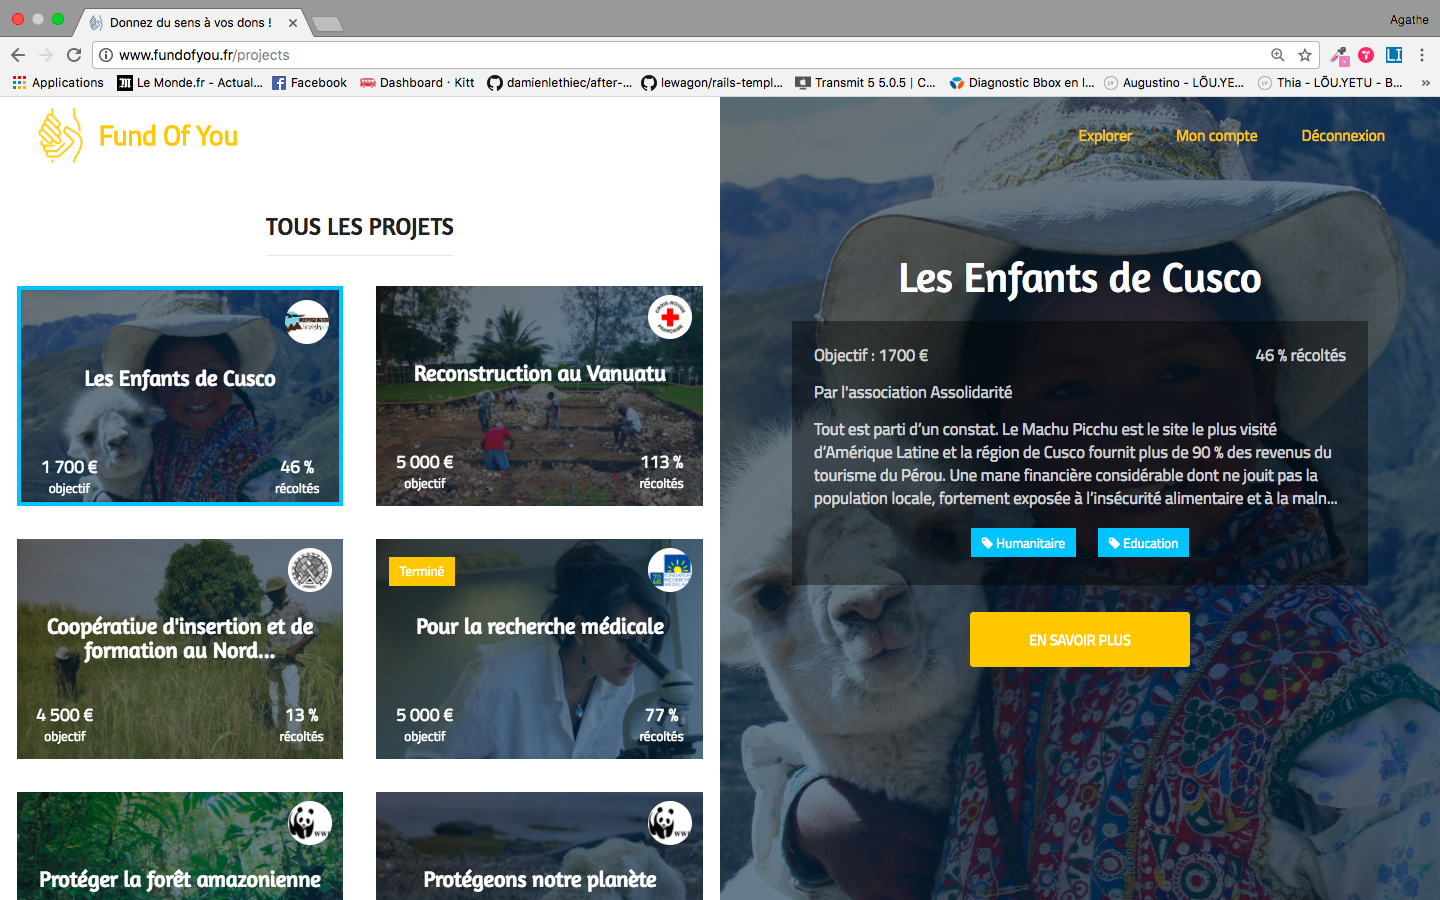 Donnez du sens à vos dons !
Agathe
www.fundofyou.fr/projects
Applications
Le Monde.fr - Actual...
Facebook
Dashboard · Kitt
damienlethiec/after-...
lewagon/rails-templ...
Transmit 5 5.0.5 | C...
Diagnostic Bbox en l...
Augustino - LÕU.YE...
Thia - LÕU.YETU - B...
Fund Of You
Explorer
Mon compte
Déconnexion
TOUS LES PROJETS
Les Enfants de Cusco
1 700 €
objectif
46 %
récoltés
CROIX-ROUGE
FRANÇAISE
Reconstruction au Vanuatu
5 000 €
objectif
113 %
récoltés
Coopérative d'insertion et de
formation au Nord...
4 500 €
objectif
13 %
récoltés
Terminé
Pour la recherche médicale
5 000 €
objectif
77 %
récoltés
Protéger la forêt amazonienne
Protégeons notre planète
Les Enfants de Cusco
Objectif : 1700 €
46 % récoltés
Par l'association Assolidarité
Tout est parti d’un constat. Le Machu Picchu est le site le plus visité
d’Amérique Latine et la région de Cusco fournit plus de 90 % des revenus du
tourisme du Pérou. Une mane financière considérable dont ne jouit pas la
population locale, fortement exposée à l’insécurité alimentaire et à la maln...
Humanitaire
Education
EN SAVOIR PLUS